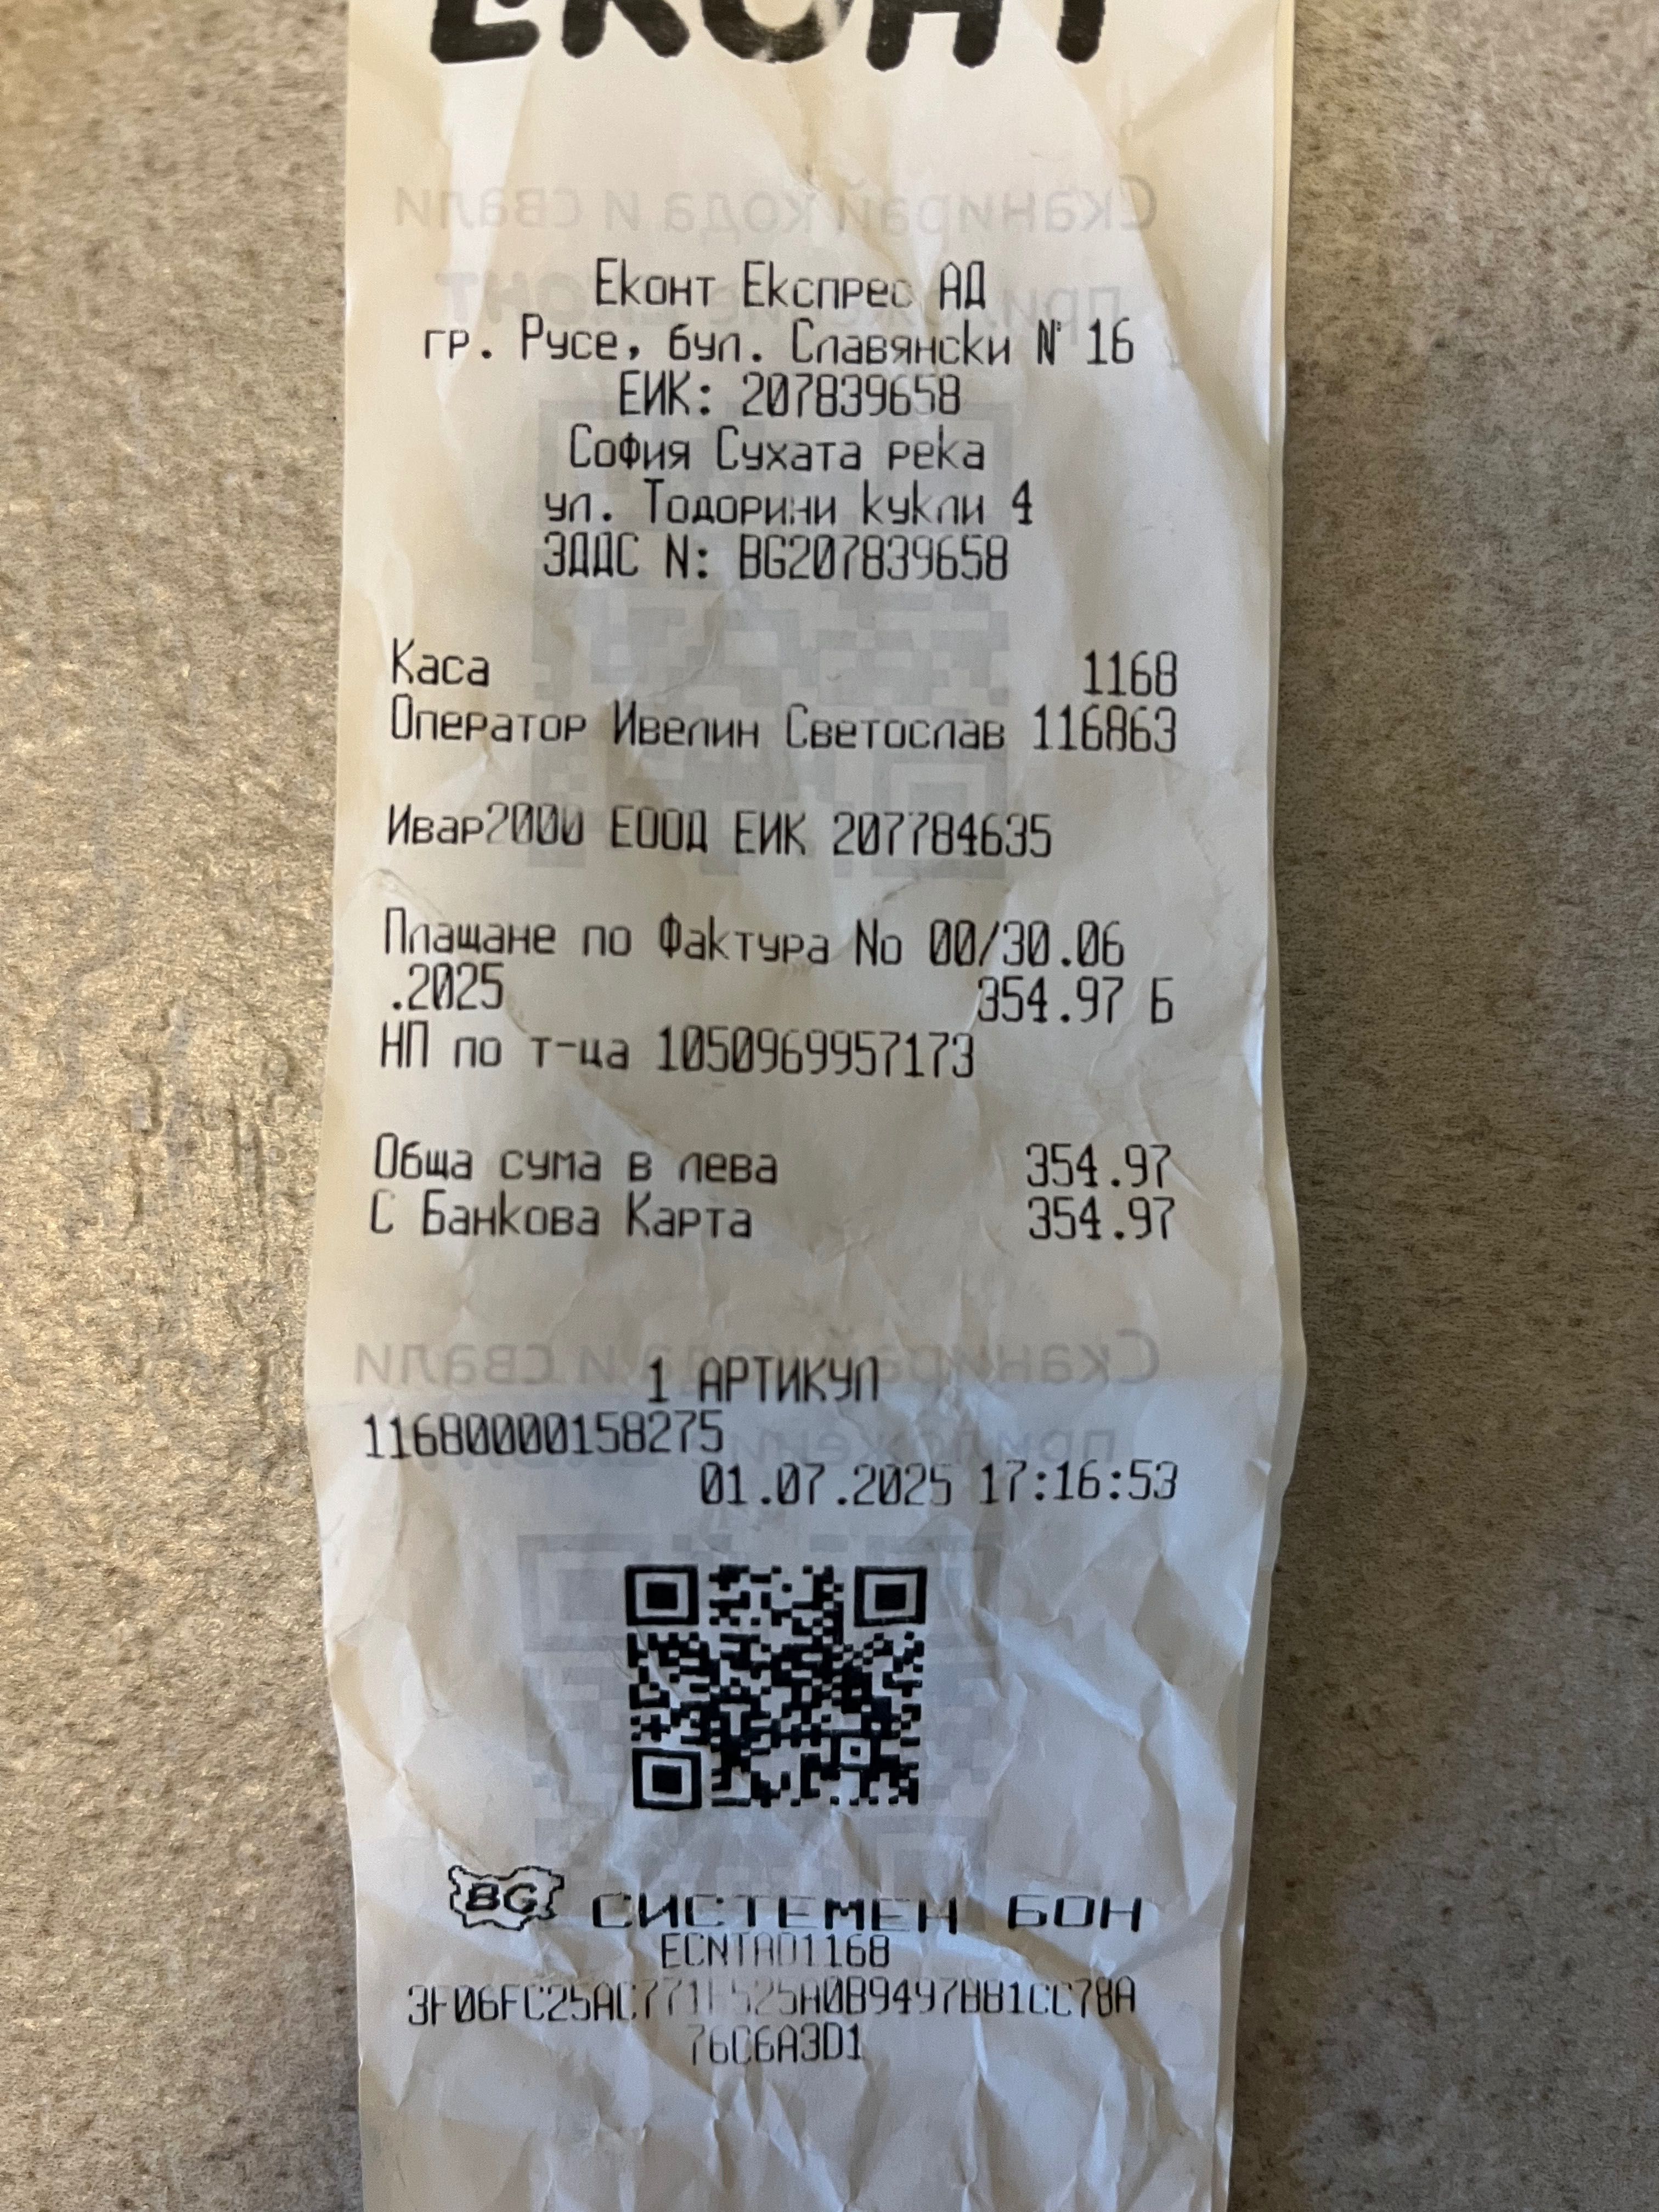 ЕКОНТ
Еконт Експрес АД
гр. Русе, бул. Славянски N° 16
ЕИК: 207839658
София Сухата река
ул. Тодорини кукли 4
ЗДДС N: BG207839658
Каса 1168
Оператор Ивелин Светослав 116863
Ивар2000 ЕООД ЕИК 207784635
Плащане по Фактура No 00/30.06
.2025 354.97 Б
НП по т-ца 1050969957173
Обща сума в лева 354.97
С Банкова Карта 354.97
1 АРТИКУЛ
11680000158275
01.07.2025 17:16:53
BG СИСТЕМЕН БОН
ECNTAD1168
76C6A3D1